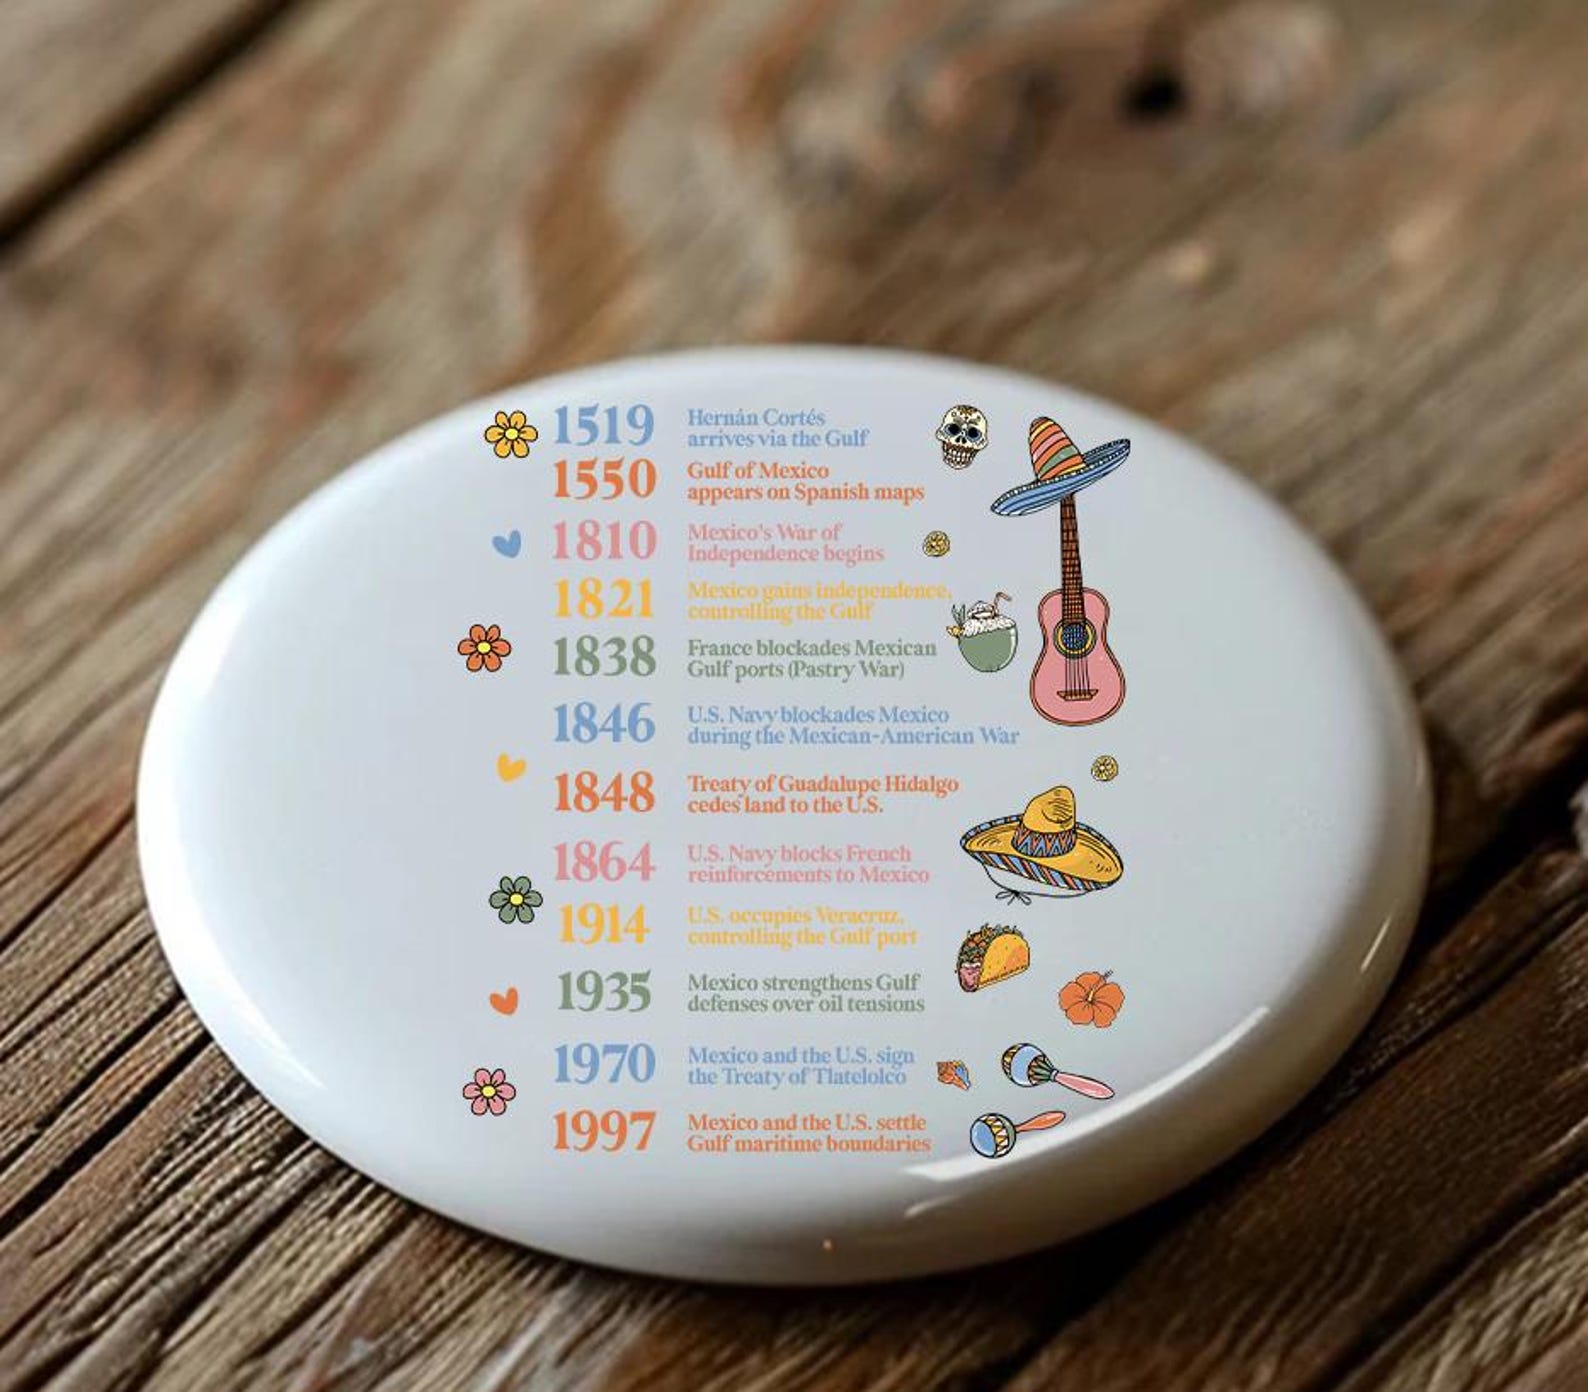 1519 Hernán Cortés
arrives via the Gulf
1550 Gulf of Mexico
appears on Spanish maps
1810 Mexico's War of
Independence begins
1821 Mexico gains independence,
controlling the Gulf
1838 France blockades Mexican
Gulf ports (Pastry War)
1846 U.S. Navy blockades Mexico
during the Mexican-American War
1848 Treaty of Guadalupe Hidalgo
cedes land to the U.S.
1864 U.S. Navy blocks French
reinforcements to Mexico
1914 U.S. occupies Veracruz,
controlling the Gulf port
1935 Mexico strengthens Gulf
defenses over oil tensions
1970 Mexico and the U.S. sign
the Treaty of Tlatelolco
1997 Mexico and the U.S. settle
Gulf maritime boundaries